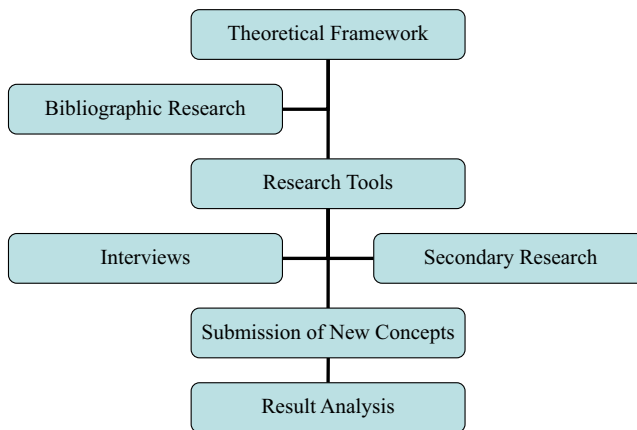 Theoretical Framework
Bibliographic Research
Research Tools
Interviews
Secondary Research
Submission of New Concepts
Result Analysis